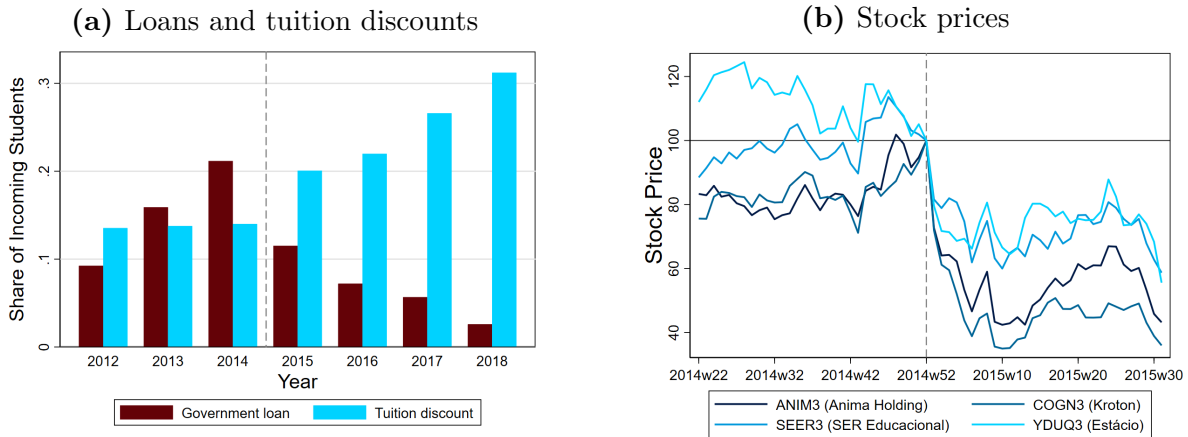 (a) Loans and tuition discounts
Share of Incoming Students
.3
.2
.1
0
2012 2013 2014 2015 2016 2017 2018
Year
Government loan Tuition discount
(b) Stock prices
Stock Price
120
100
80
60
40
2014w22 2014w32 2014w42 2014w52 2015w10 2015w20 2015w30
ANIM3 (Anima Holding) COGN3 (Kroton)
SEER3 (SER Educacional) YDUQ3 (Estácio)